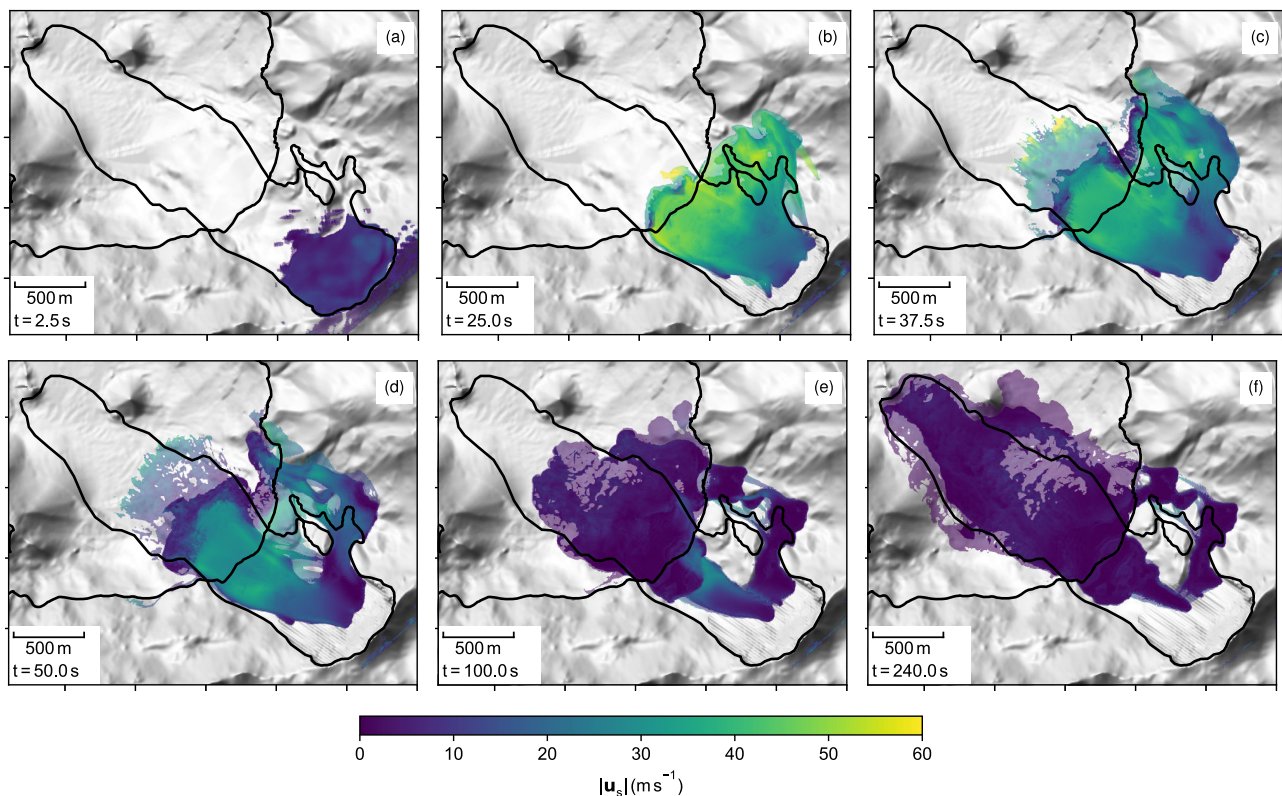 (a)
500 m
t = 2.5 s
(b)
500 m
t = 25.0 s
(c)
500 m
t = 37.5 s
(d)
500 m
t = 50.0 s
(e)
500 m
t = 100.0 s
(f)
500 m
t = 240.0 s
0 10 20 30 40 50 60
|u_s| (m s⁻¹)